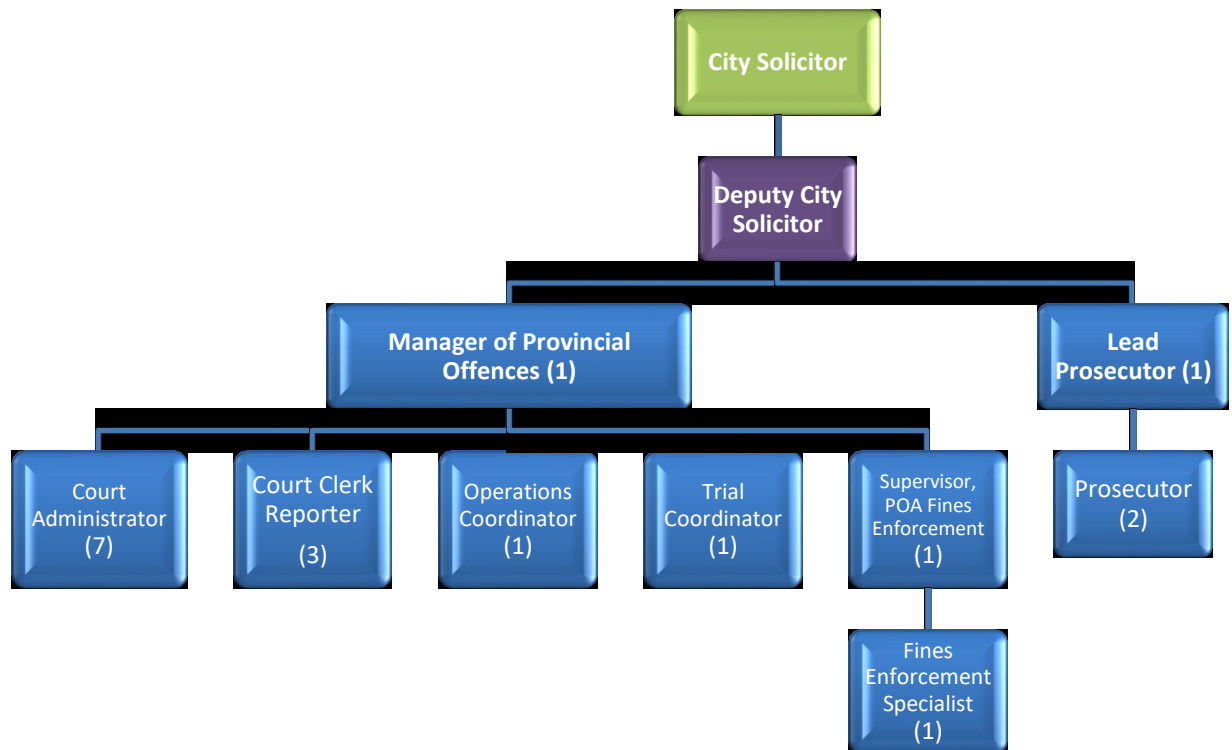 City Solicitor
Deputy City
Solicitor
Manager of Provincial
Offences (1)
Lead
Prosecutor (1)
Court
Administrator
(7)
Court Clerk
Reporter
(3)
Operations
Coordinator
(1)
Trial
Coordinator
(1)
Supervisor,
POA Fines
Enforcement
(1)
Prosecutor
(2)
Fines
Enforcement
Specialist
(1)